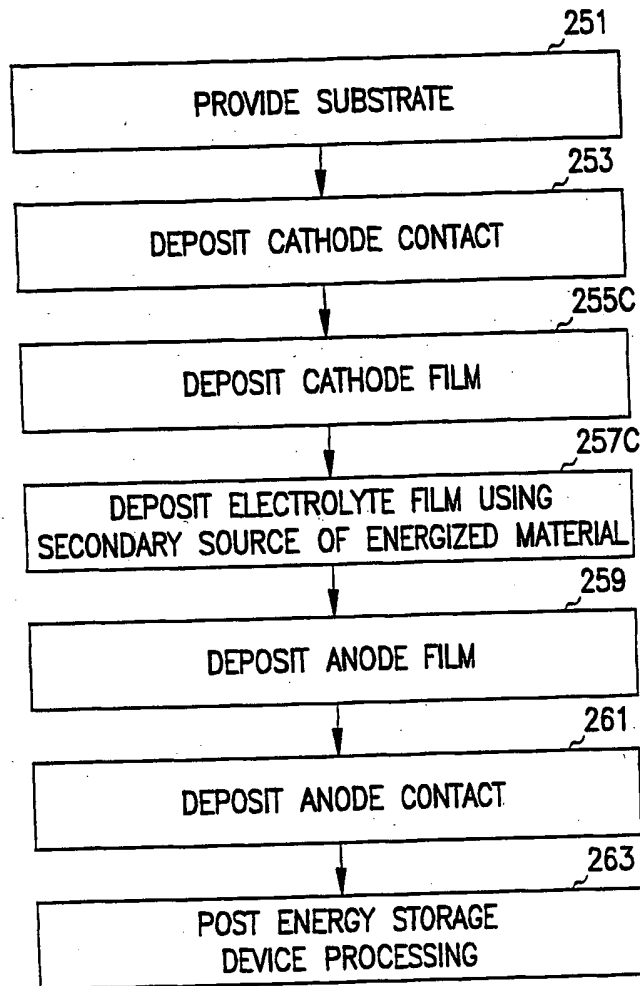 251
PROVIDE SUBSTRATE
253
DEPOSIT CATHODE CONTACT
255C
DEPOSIT CATHODE FILM
257C
DEPOSIT ELECTROLYTE FILM USING
SECONDARY SOURCE OF ENERGIZED MATERIAL
259
DEPOSIT ANODE FILM
261
DEPOSIT ANODE CONTACT
263
POST ENERGY STORAGE
DEVICE PROCESSING